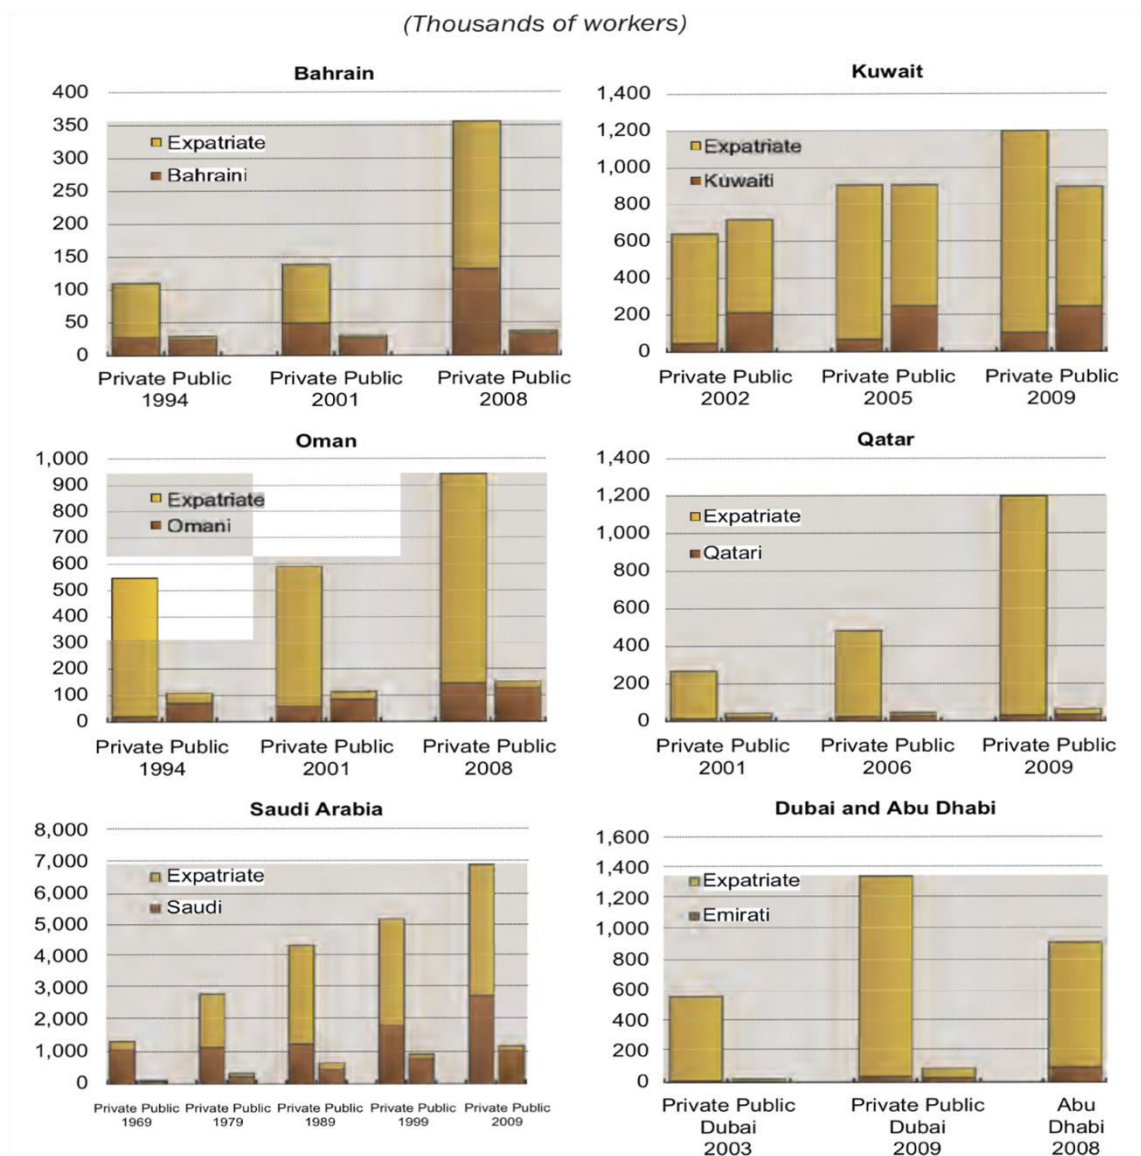 (Thousands of workers)
Bahrain
400
350
300
250
200
150
100
50
0
Expatriate
Bahraini
Private Public Private Public Private Public
1994 2001 2008
Kuwait
1,400
1,200
1,000
800
600
400
200
0
Expatriate
Kuwaiti
Private Public Private Public Private Public
2002 2005 2009
Oman
1,000
900
800
700
600
500
400
300
200
100
0
Expatriate
Omani
Private Public Private Public Private Public
1994 2001 2008
Qatar
1,400
1,200
1,000
800
600
400
200
0
Expatriate
Qatari
Private Public Private Public Private Public
2001 2006 2009
Saudi Arabia
8,000
7,000
6,000
5,000
4,000
3,000
2,000
1,000
0
Expatriate
Saudi
Private Public Private Public Private Public Private Public Private Public
1969 1979 1989 1999 2009
Dubai and Abu Dhabi
1,600
1,400
1,200
1,000
800
600
400
200
0
Expatriate
Emirati
Private Public Private Public Abu
Dubai Dubai Dhabi
2003 2009 2008